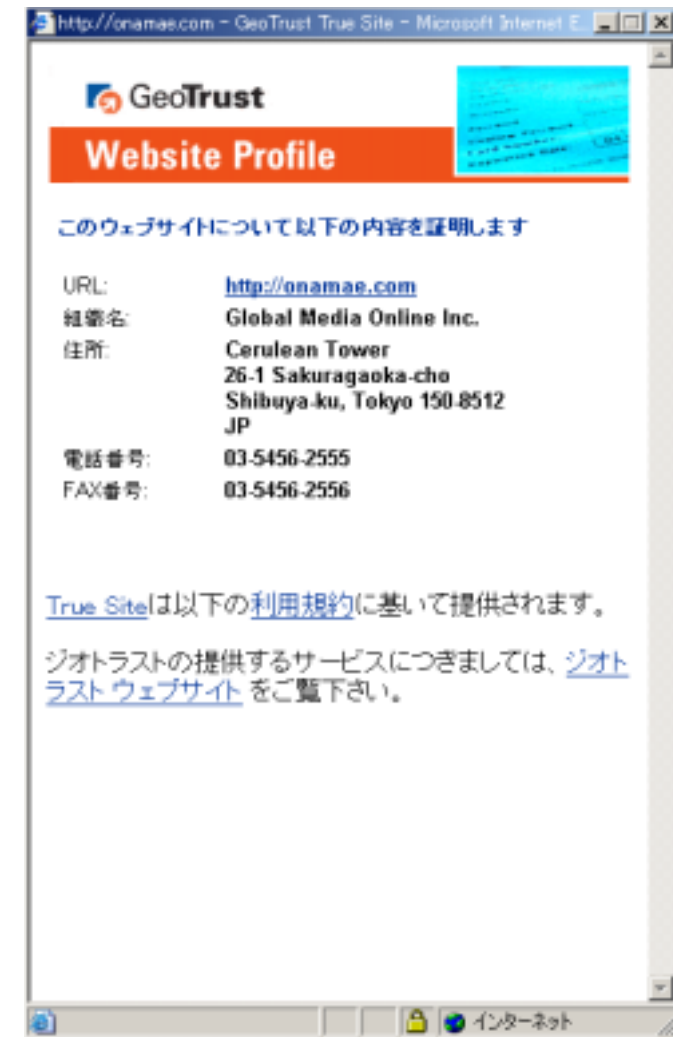 http://onamae.com - GeoTrust True Site - Microsoft Internet E...
GeoTrust
Website Profile
このウェブサイトについて以下の内容を証明します
URL: http://onamae.com
組織名: Global Media Online Inc.
住所: Cerulean Tower
26-1 Sakuragaoka-cho
Shibuya-ku, Tokyo 150-8512
JP
電話番号: 03-5456-2555
FAX番号: 03-5456-2556
True Siteは以下の利用規約に基いて提供されます。
ジオトラストの提供するサービスにつきましては、ジオト
ラスト ウェブサイト をご覧下さい。
インターネット